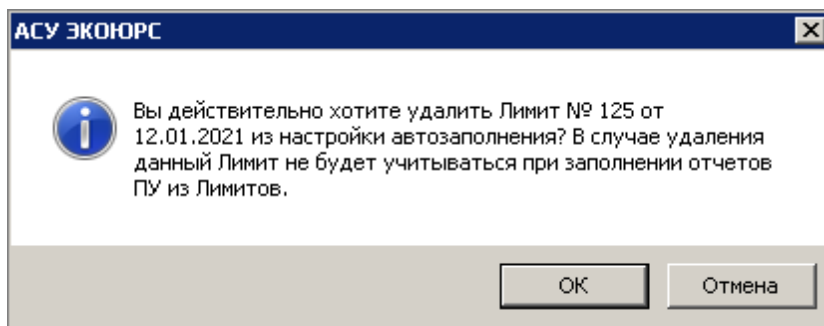 АСУ ЭКОЮРС
Вы действительно хотите удалить Лимит № 125 от
12.01.2021 из настройки автозаполнения? В случае удаления
данный Лимит не будет учитываться при заполнении отчетов
ПУ из Лимитов.
ОК
Отмена